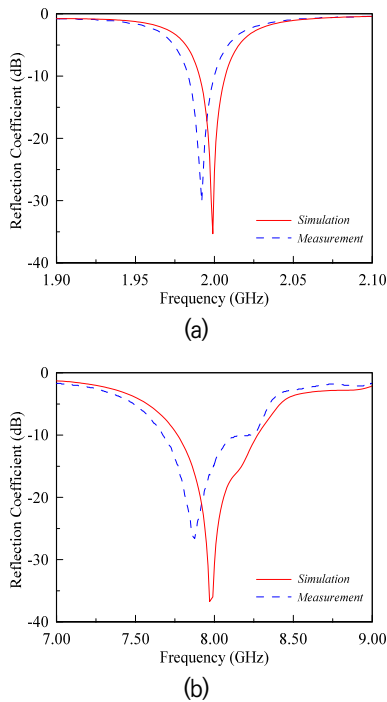 0
-10
-20
-30
-40
Reflection Coefficient (dB)
Simulation
Measurement
1.90 1.95 2.00 2.05 2.10
Frequency (GHz)
(a)
0
-10
-20
-30
-40
Reflection Coefficient (dB)
Simulation
Measurement
7.00 7.50 8.00 8.50 9.00
Frequency (GHz)
(b)